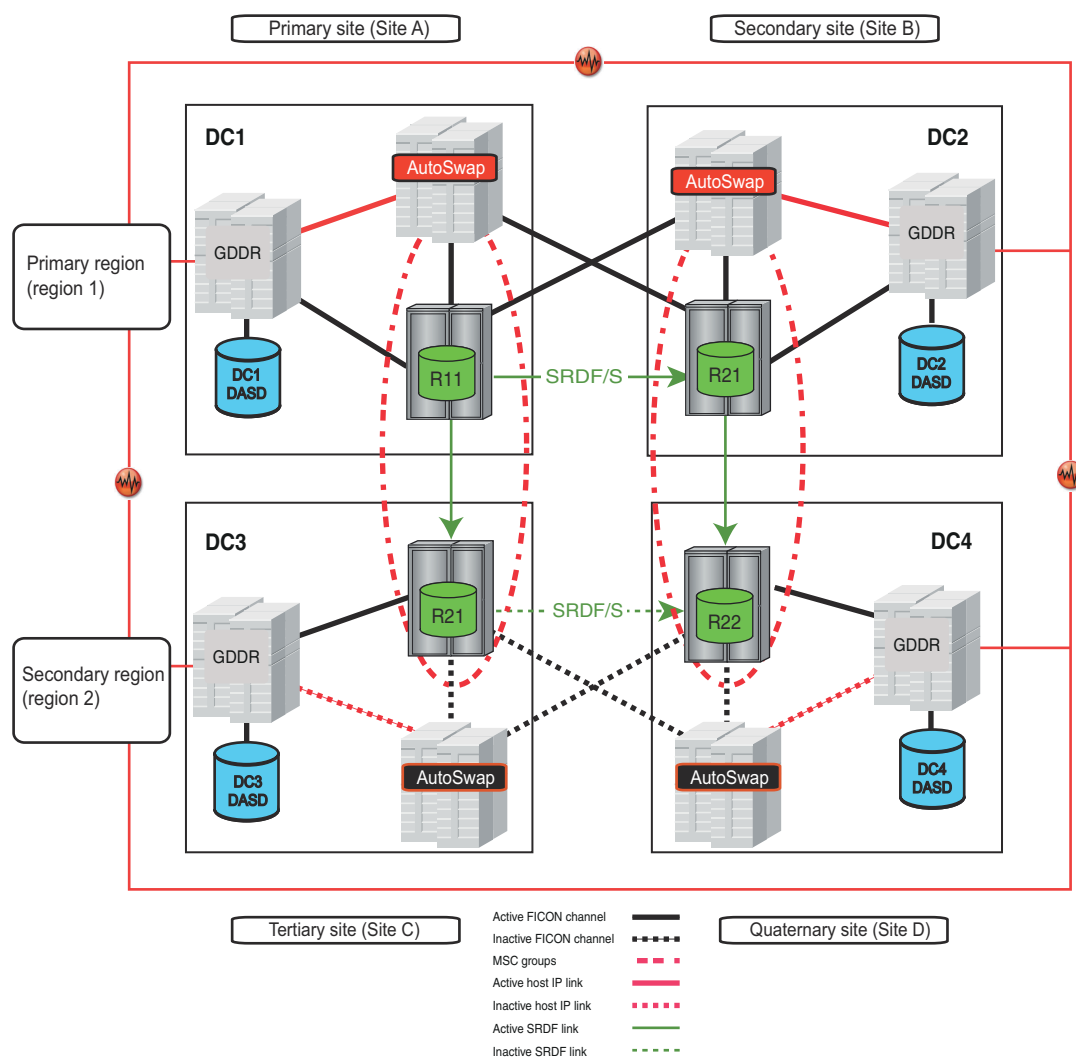 Primary site (Site A)
Secondary site (Site B)
DC1
DC2
AutoSwap
AutoSwap
GDDR
GDDR
Primary region
(region 1)
DC1
DASD
R11
SRDF/S
R21
DC2
DASD
DC3
DC4
R21
SRDF/S
R22
GDDR
GDDR
Secondary region
(region 2)
DC3
DASD
AutoSwap
AutoSwap
DC4
DASD
Tertiary site (Site C)
Quaternary site (Site D)
Active FICON channel
Inactive FICON channel
MSC groups
Active host IP link
Inactive host IP link
Active SRDF link
Inactive SRDF link